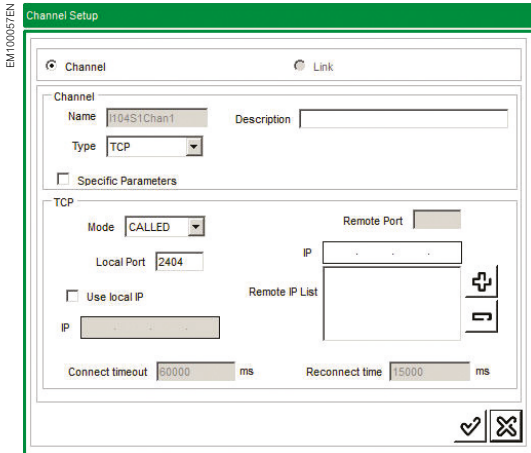 EM100057EN
Channel Setup
Channel
Link
Channel
Name I104S1Chan1
Description
Type TCP
Specific Parameters
TCP
Mode CALLED
Remote Port
Local Port 2404
IP . . .
Use local IP
Remote IP List
IP . . .
Connect timeout 60000 ms
Reconnect time 15000 ms